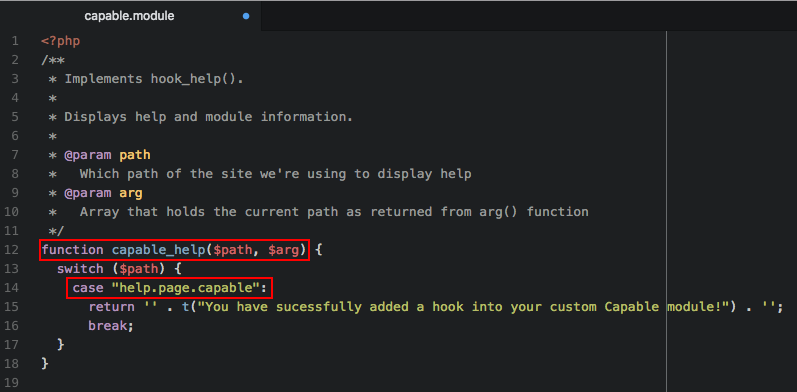 capable.module
1 <?php
2 /**
3  * Implements hook_help().
4  *
5  * Displays help and module information.
6  *
7  * @param path
8  *   Which path of the site we're using to display help
9  * @param arg
10  *   Array that holds the current path as returned from arg() function
11  */
12 function capable_help($path, $arg) {
13   switch ($path) {
14     case "help.page.capable":
15       return '' . t("You have sucessfully added a hook into your custom Capable module!") . '';
16       break;
17   }
18 }
19